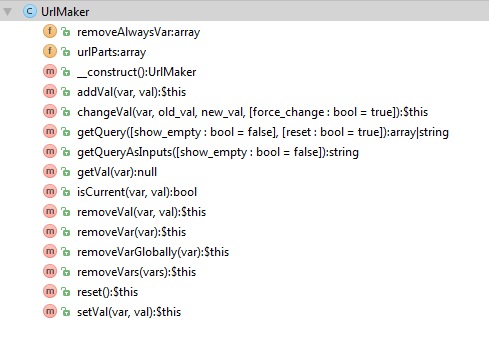 C UrlMaker
f removeAlwaysVar:array
f urlParts:array
m __construct():UrlMaker
m addVal(var, val):$this
m changeVal(var, old_val, new_val, [force_change : bool = true]):$this
m getQuery([show_empty : bool = false], [reset : bool = true]):array|string
m getQueryAsInputs([show_empty : bool = false]):string
m getVal(var):null
m isCurrent(var, val):bool
m removeVal(var, val):$this
m removeVar(var):$this
m removeVarGlobally(var):$this
m removeVars(vars):$this
m reset():$this
m setVal(var, val):$this